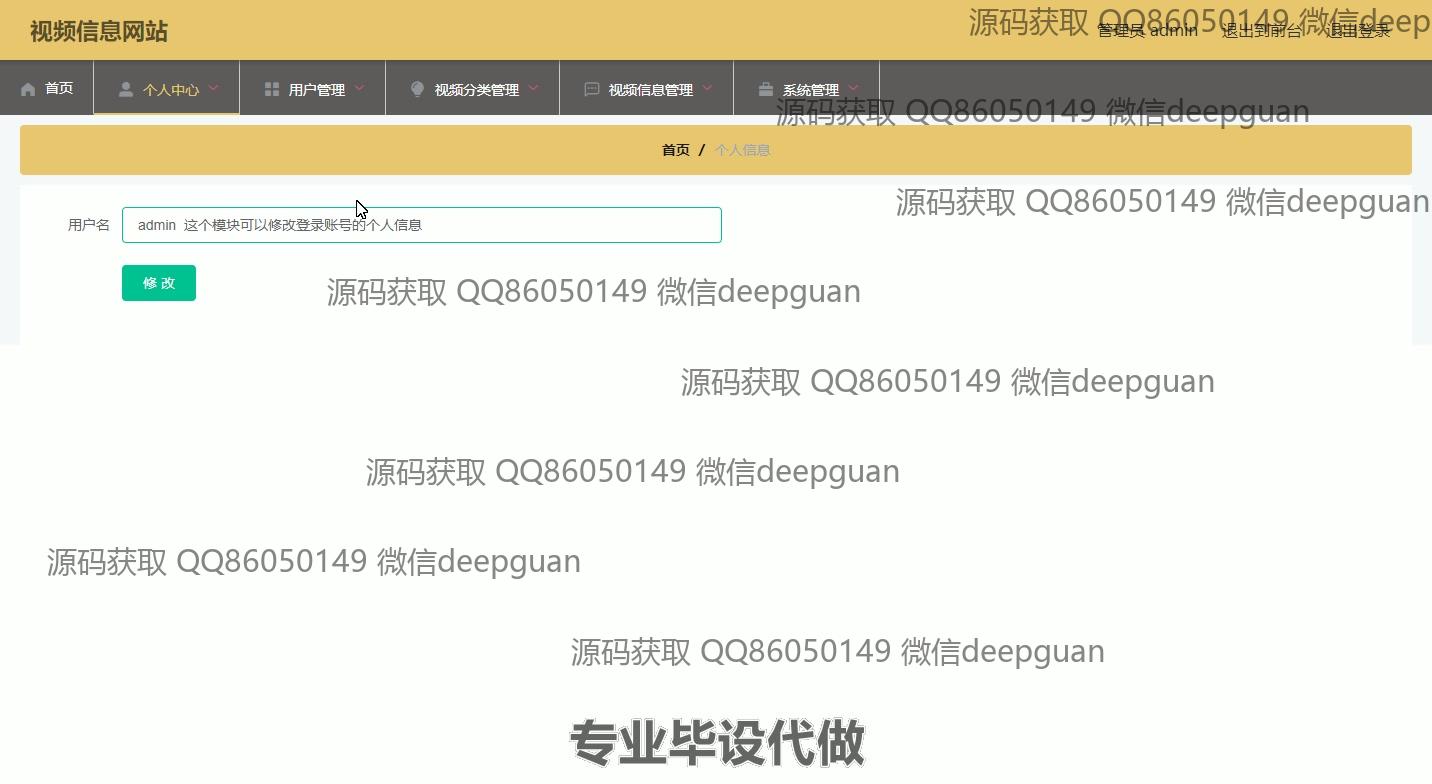 视频信息网站
源码获取 QQ86050149 微信deep
管理员 admin 退出到前台 退出登录
首页 个人中心 用户管理 视频分类管理 视频信息管理 系统管理
源码获取 QQ86050149 微信deepguan
首页 / 个人信息
源码获取 QQ86050149 微信deepguan
用户名 admin 这个模块可以修改登录账号的个人信息
修 改
源码获取 QQ86050149 微信deepguan
源码获取 QQ86050149 微信deepguan
源码获取 QQ86050149 微信deepguan
源码获取 QQ86050149 微信deepguan
源码获取 QQ86050149 微信deepguan
专业毕设代做